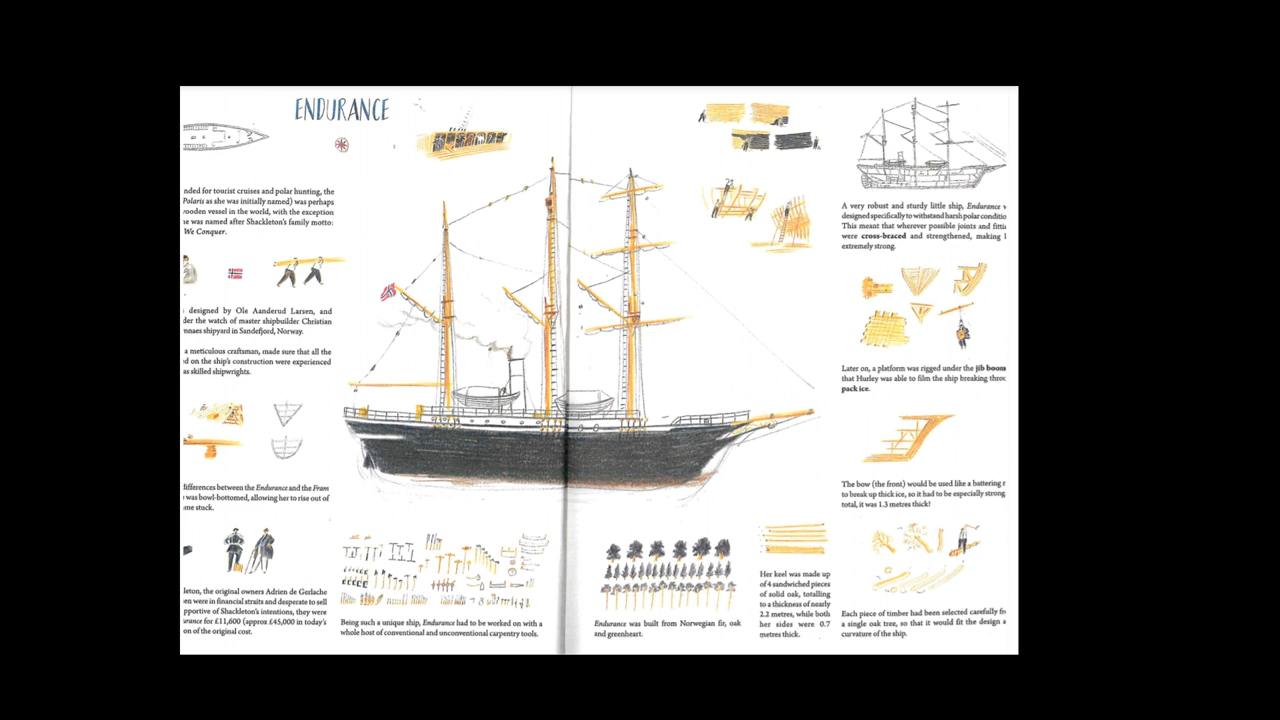 ENDURANCE
nded for tourist cruises and polar hunting, the
Polaris as she was initially named) was perhaps
ooden vessel in the world, with the exception
e was named after Shackleton's family motto:
We Conquer.
designed by Ole Aanderud Larsen, and
der the watch of master shipbuilder Christian
mnaes shipyard in Sandefjord, Norway.
a meticulous craftsman, made sure that all the
ed on the ship's construction were experienced
as skilled shipwrights.
differences between the Endurance and the Fram
was bowl-bottomed, allowing her to rise out of
ame stuck.
leton, the original owners Adrien de Gerlache
en were in financial straits and desperate to sell
pportive of Shackleton's intentions, they were
urance for £11,600 (approx £45,000 in today's
on of the original cost.
Being such a unique ship, Endurance had to be worked on with a
whole host of conventional and unconventional carpentry tools.
Endurance was built from Norwegian fir, oak
and greenheart.
Her keel was made up
of 4 sandwiched pieces
of solid oak, totalling
to a thickness of nearly
2.2 metres, while both
her sides were 0.7
metres thick.
A very robust and sturdy little ship, Endurance w
designed specifically to withstand harsh polar conditio
This meant that wherever possible joints and fitti
were cross-braced and strengthened, making
extremely strong.
Later on, a platform was rigged under the jib boom
that Hurley was able to film the ship breaking throu
pack ice.
The bow (the front) would be used like a battering r
to break up thick ice, so it had to be especially strong
total, it was 1.3 metres thick!
Each piece of timber had been selected carefully fr
a single oak tree, so that it would fit the design a
curvature of the ship.